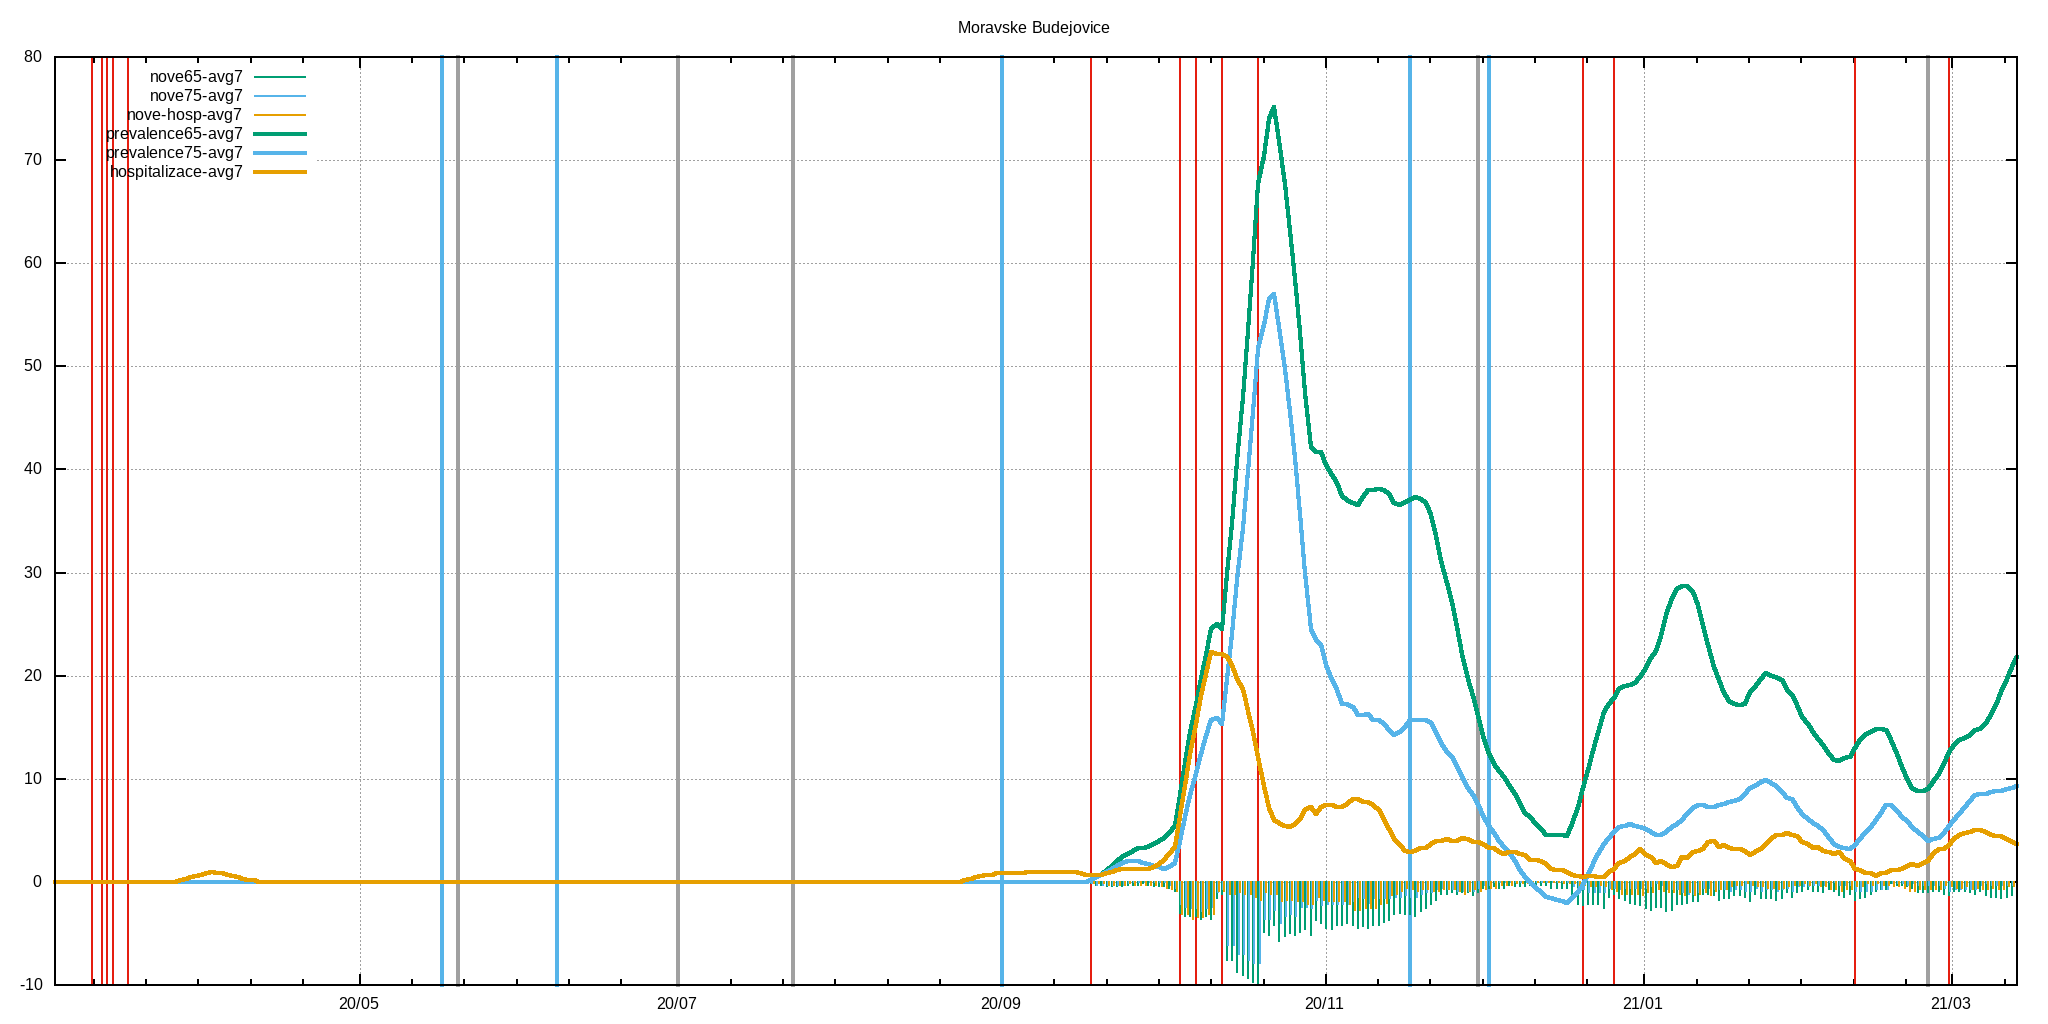 Moravske Budejovice
80
70
60
50
40
30
20
10
0
-10
nove65-avg7
nove75-avg7
nove-hosp-avg7
prevalence65-avg7
prevalence75-avg7
hospitalizace-avg7
20/05 20/07 20/09 20/11 21/01 21/03